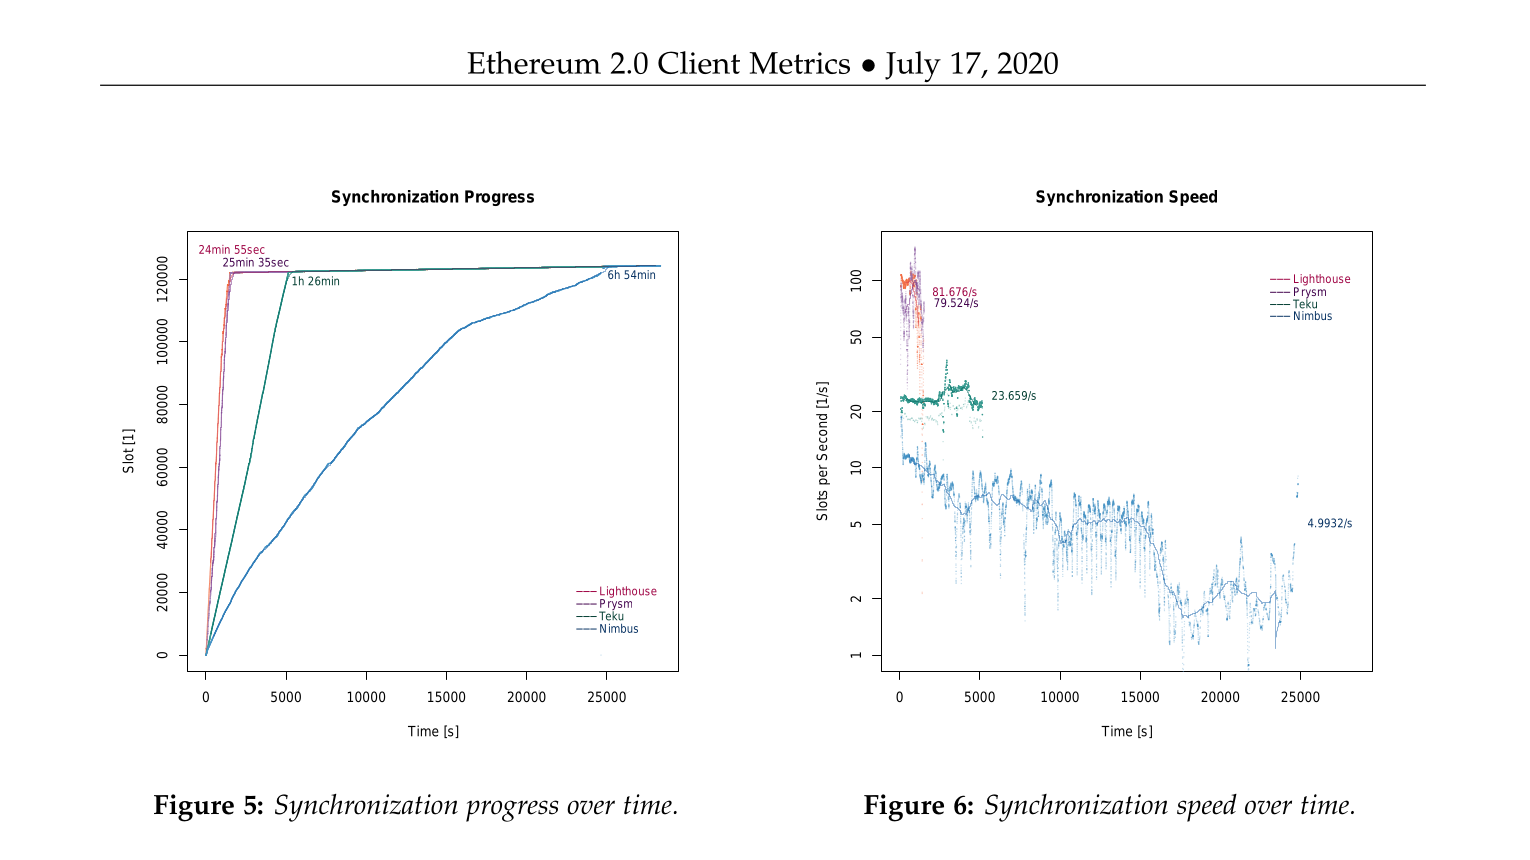 Ethereum 2.0 Client Metrics • July 17, 2020
Synchronization Progress
24min 55sec
25min 35sec
1h 26min
6h 54min
Slot [1]
120000
100000
80000
60000
40000
20000
0
Lighthouse
Prysm
Teku
Nimbus
0 5000 10000 15000 20000 25000
Time [s]
Figure 5: Synchronization progress over time.
Synchronization Speed
81.676/s
79.524/s
23.659/s
4.9932/s
Lighthouse
Prysm
Teku
Nimbus
Slots per Second [1/s]
100
50
20
10
5
2
1
0 5000 10000 15000 20000 25000
Time [s]
Figure 6: Synchronization speed over time.